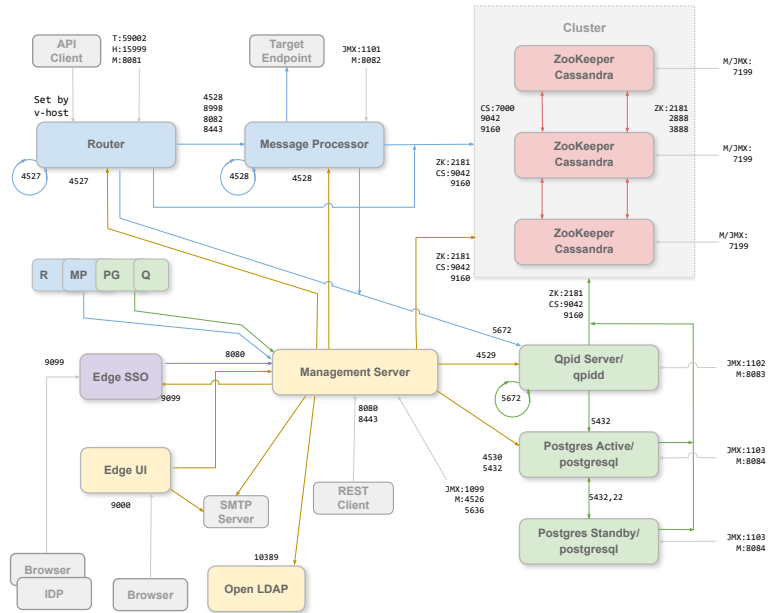 API
Client
T:59002
H:15999
M:8081
Target
Endpoint
JMX:1101
M:8082
Cluster
ZooKeeper
Cassandra
M/JMX:
7199
Set by
v-host
4528
8998
8082
8443
CS:7000
9042
9160
ZK:2181
2888
3888
Router
Message Processor
ZooKeeper
Cassandra
M/JMX:
7199
4527
4527
4528
4528
ZK:2181
CS:9042
9160
ZooKeeper
Cassandra
M/JMX:
7199
ZK:2181
CS:9042
9160
R
MP
PG
Q
ZK:2181
CS:9042
9160
5672
9099
8080
4529
Edge SSO
Management Server
Qpid Server/
qpidd
JMX:1102
M:8083
9099
5672
8080
8443
5432
Edge UI
4530
5432
Postgres Active/
postgresql
JMX:1103
M:8084
9000
SMTP
Server
REST
Client
JMX:1099
M:4526
5636
5432,22
Postgres Standby/
postgresql
JMX:1103
M:8084
10389
Browser
IDP
Browser
Open LDAP